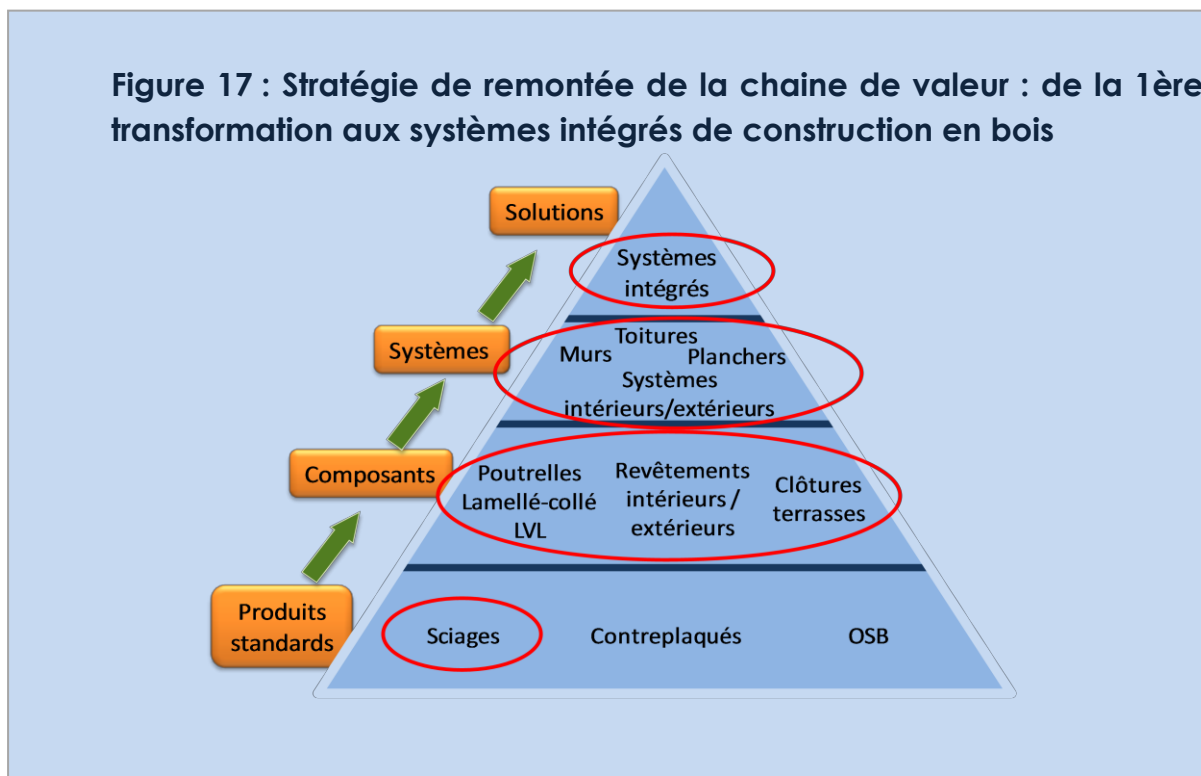 Figure 17 : Stratégie de remontée de la chaine de valeur : de la 1ère
transformation aux systèmes intégrés de construction en bois
Solutions
Systèmes
intégrés
Systèmes
Toitures
Murs
Planchers
Systèmes
intérieurs/extérieurs
Composants
Poutrelles
Lamellé-collé
LVL
Revêtements
intérieurs /
extérieurs
Clôtures
terrasses
Produits
standards
Sciages
Contreplaqués
OSB